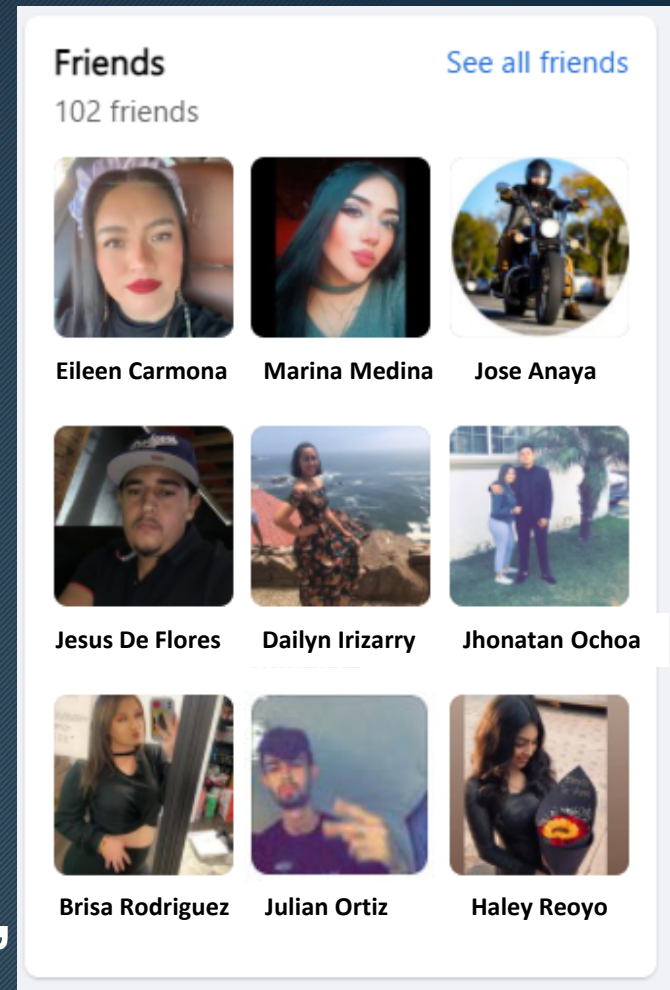 Friends
See all friends
102 friends
Eileen Carmona
Marina Medina
Jose Anaya
Jesus De Flores
Dailyn Irizarry
Jhonatan Ochoa
Brisa Rodriguez
Julian Ortiz
Haley Reoyo